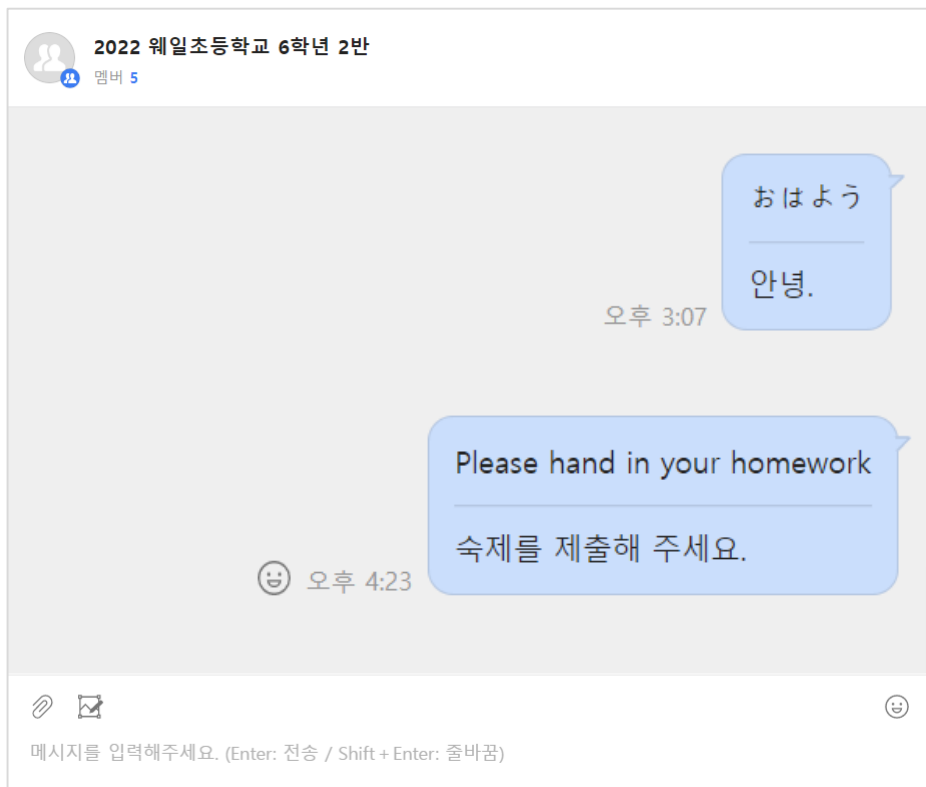 2022 웨일초등학교 6학년 2반
멤버 5
おはよう
안녕.
오후 3:07
Please hand in your homework
숙제를 제출해 주세요.
오후 4:23
메시지를 입력해주세요. (Enter: 전송 / Shift + Enter: 줄바꿈)